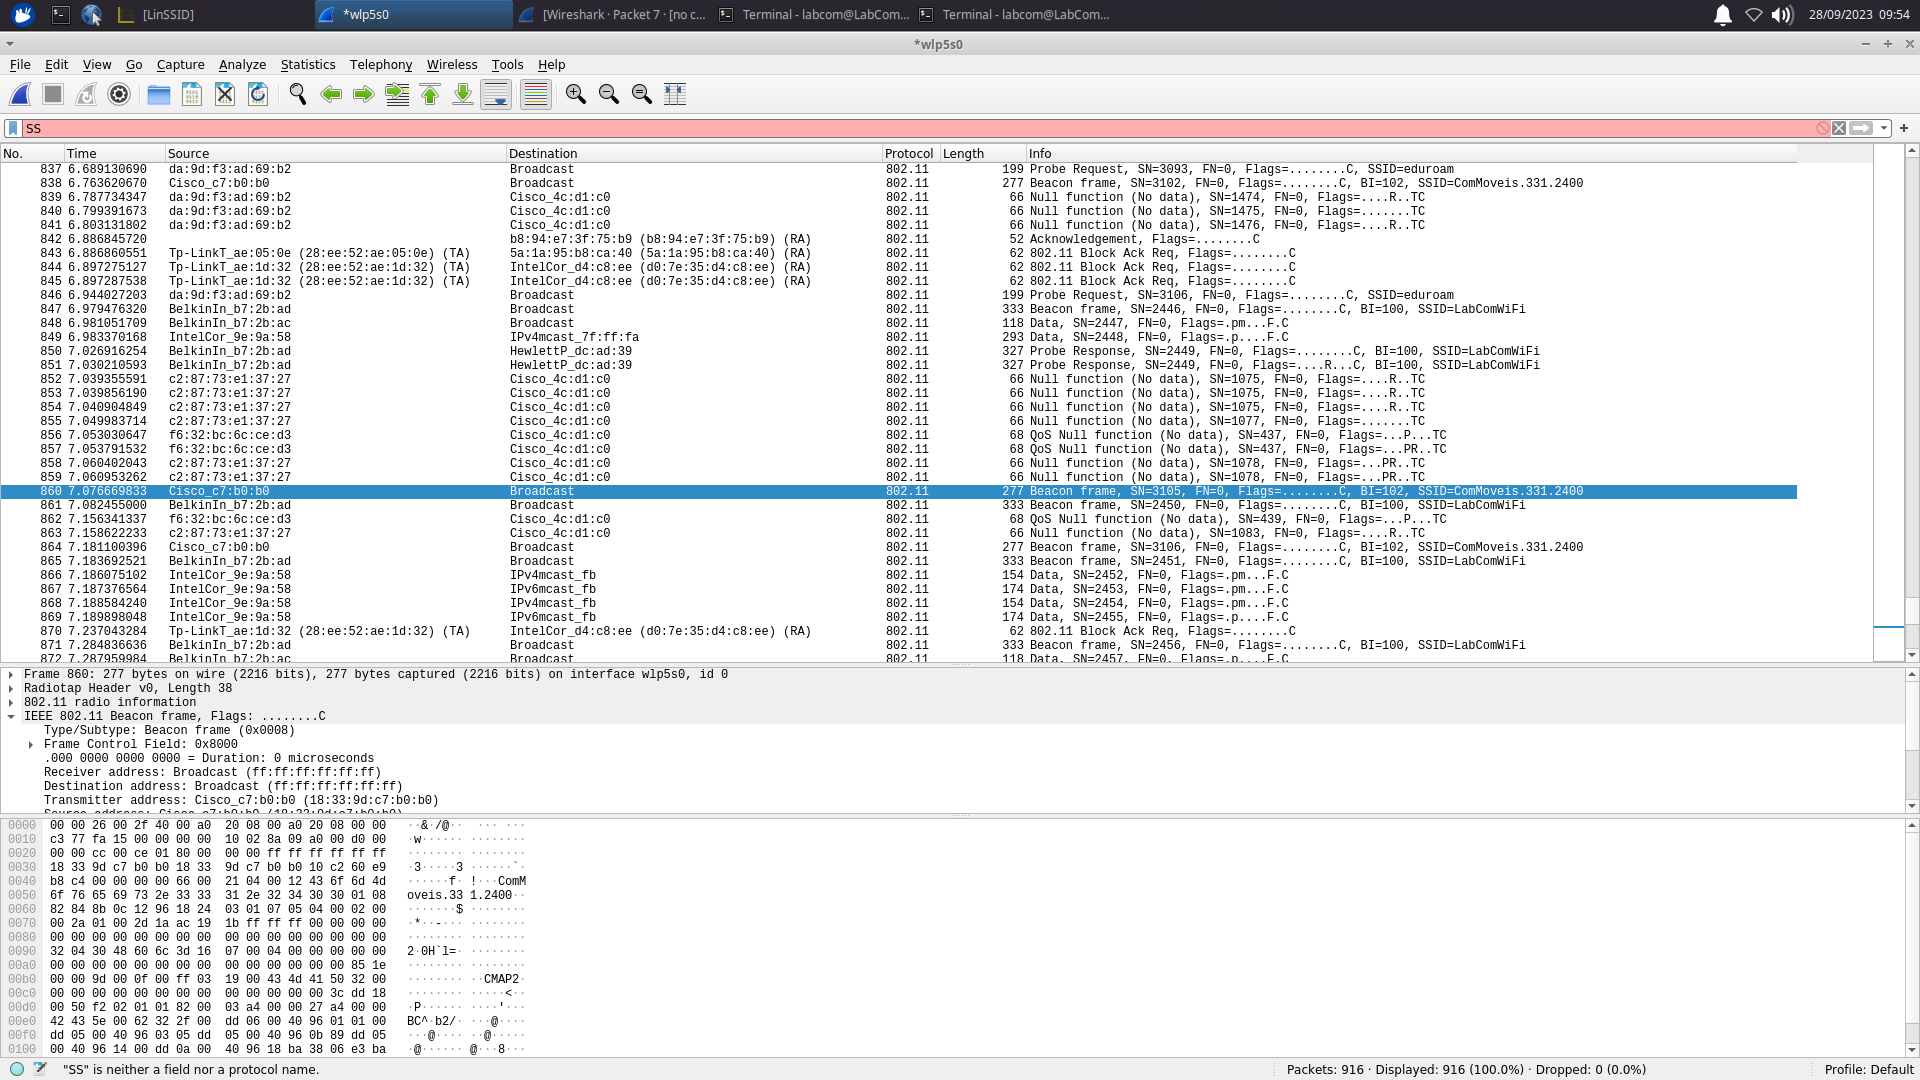 [LinSSID]
*wlp5s0
[Wireshark · Packet 7 · [no c...
Terminal - labcom@LabCom...
Terminal - labcom@LabCom...
28/09/2023 09:54
*wlp5s0
File Edit View Go Capture Analyze Statistics Telephony Wireless Tools Help
SS
No. Time Source Destination Protocol Length Info
837 6.689130690 da:9d:f3:ad:69:b2 Broadcast 802.11 199 Probe Request, SN=3093, FN=0, Flags=........C, SSID=eduroam
838 6.763620670 Cisco_c7:b0:b0 Broadcast 802.11 277 Beacon frame, SN=3102, FN=0, Flags=........C, BI=102, SSID=ComMoveis.331.2400
839 6.787734347 da:9d:f3:ad:69:b2 Cisco_4c:d1:c0 802.11 66 Null function (No data), SN=1474, FN=0, Flags=....R..TC
840 6.799391673 da:9d:f3:ad:69:b2 Cisco_4c:d1:c0 802.11 66 Null function (No data), SN=1475, FN=0, Flags=.......TC
841 6.803131802 da:9d:f3:ad:69:b2 Cisco_4c:d1:c0 802.11 66 Null function (No data), SN=1476, FN=0, Flags=....R..TC
842 6.886845720 b8:94:e7:3f:75:b9 (b8:94:e7:3f:75:b9) (RA) 802.11 52 Acknowledgement, Flags=........C
843 6.886860551 Tp-LinkT_ae:05:0e (28:ee:52:ae:05:0e) (TA) 5a:1a:95:b8:ca:40 (5a:1a:95:b8:ca:40) (RA) 802.11 62 802.11 Block Ack Req, Flags=........C
844 6.897275127 Tp-LinkT_ae:1d:32 (28:ee:52:ae:1d:32) (TA) IntelCor_d4:c8:ee (d0:7e:35:d4:c8:ee) (RA) 802.11 62 802.11 Block Ack Req, Flags=........C
845 6.897287538 Tp-LinkT_ae:1d:32 (28:ee:52:ae:1d:32) (TA) IntelCor_d4:c8:ee (d0:7e:35:d4:c8:ee) (RA) 802.11 62 802.11 Block Ack Req, Flags=........C
846 6.944027203 da:9d:f3:ad:69:b2 Broadcast 802.11 199 Probe Request, SN=3106, FN=0, Flags=........C, SSID=eduroam
847 6.979476320 BelkinIn_b7:2b:ad Broadcast 802.11 333 Beacon frame, SN=2446, FN=0, Flags=........C, BI=100, SSID=LabComWiFi
848 6.981051709 BelkinIn_b7:2b:ac Broadcast 802.11 118 Data, SN=2447, FN=0, Flags=.pm...F.C
849 6.983370168 IntelCor_9e:9a:58 IPv4mcast_7f:ff:fa 802.11 293 Data, SN=2448, FN=0, Flags=.p....F.C
850 7.026916254 BelkinIn_b7:2b:ad HewlettP_dc:ad:39 802.11 327 Probe Response, SN=2449, FN=0, Flags=........C, BI=100, SSID=LabComWiFi
851 7.030210593 BelkinIn_b7:2b:ad HewlettP_dc:ad:39 802.11 327 Probe Response, SN=2449, FN=0, Flags=....R...C, BI=100, SSID=LabComWiFi
852 7.039355591 c2:87:73:e1:37:27 Cisco_4c:d1:c0 802.11 66 Null function (No data), SN=1075, FN=0, Flags=....R..TC
853 7.039856190 c2:87:73:e1:37:27 Cisco_4c:d1:c0 802.11 66 Null function (No data), SN=1075, FN=0, Flags=....R..TC
854 7.040904849 c2:87:73:e1:37:27 Cisco_4c:d1:c0 802.11 66 Null function (No data), SN=1075, FN=0, Flags=....R..TC
855 7.049983714 c2:87:73:e1:37:27 Cisco_4c:d1:c0 802.11 66 Null function (No data), SN=1077, FN=0, Flags=.......TC
856 7.053030647 f6:32:bc:6c:ce:d3 Cisco_4c:d1:c0 802.11 68 QoS Null function (No data), SN=437, FN=0, Flags=...P...TC
857 7.053791532 f6:32:bc:6c:ce:d3 Cisco_4c:d1:c0 802.11 68 QoS Null function (No data), SN=437, FN=0, Flags=...PR..TC
858 7.060402043 c2:87:73:e1:37:27 Cisco_4c:d1:c0 802.11 66 Null function (No data), SN=1078, FN=0, Flags=...PR..TC
859 7.060953262 c2:87:73:e1:37:27 Cisco_4c:d1:c0 802.11 66 Null function (No data), SN=1078, FN=0, Flags=...PR..TC
860 7.076669833 Cisco_c7:b0:b0 Broadcast 802.11 277 Beacon frame, SN=3105, FN=0, Flags=........C, BI=102, SSID=ComMoveis.331.2400
861 7.082455000 BelkinIn_b7:2b:ad Broadcast 802.11 333 Beacon frame, SN=2450, FN=0, Flags=........C, BI=100, SSID=LabComWiFi
862 7.156341337 f6:32:bc:6c:ce:d3 Cisco_4c:d1:c0 802.11 68 QoS Null function (No data), SN=439, FN=0, Flags=...P...TC
863 7.158622233 c2:87:73:e1:37:27 Cisco_4c:d1:c0 802.11 66 Null function (No data), SN=1083, FN=0, Flags=....R..TC
864 7.181100396 Cisco_c7:b0:b0 Broadcast 802.11 277 Beacon frame, SN=3106, FN=0, Flags=........C, BI=102, SSID=ComMoveis.331.2400
865 7.183692521 BelkinIn_b7:2b:ad Broadcast 802.11 333 Beacon frame, SN=2451, FN=0, Flags=........C, BI=100, SSID=LabComWiFi
866 7.186075102 IntelCor_9e:9a:58 IPv4mcast_fb 802.11 154 Data, SN=2452, FN=0, Flags=.pm...F.C
867 7.187376564 IntelCor_9e:9a:58 IPv6mcast_fb 802.11 174 Data, SN=2453, FN=0, Flags=.pm...F.C
868 7.188584240 IntelCor_9e:9a:58 IPv4mcast_fb 802.11 154 Data, SN=2454, FN=0, Flags=.pm...F.C
869 7.189898048 IntelCor_9e:9a:58 IPv6mcast_fb 802.11 174 Data, SN=2455, FN=0, Flags=.p....F.C
870 7.237043284 Tp-LinkT_ae:1d:32 (28:ee:52:ae:1d:32) (TA) IntelCor_d4:c8:ee (d0:7e:35:d4:c8:ee) (RA) 802.11 62 802.11 Block Ack Req, Flags=........C
871 7.284836636 BelkinIn_b7:2b:ad Broadcast 802.11 333 Beacon frame, SN=2456, FN=0, Flags=........C, BI=100, SSID=LabComWiFi
872 7.287959984 BelkinIn_b7:2b:ac Broadcast 802.11 118 Data, SN=2457, FN=0, Flags=.p....F.C
Frame 860: 277 bytes on wire (2216 bits), 277 bytes captured (2216 bits) on interface wlp5s0, id 0
Radiotap Header v0, Length 38
802.11 radio information
IEEE 802.11 Beacon frame, Flags: ........C
Type/Subtype: Beacon frame (0x0008)
Frame Control Field: 0x8000
.000 0000 0000 0000 = Duration: 0 microseconds
Receiver address: Broadcast (ff:ff:ff:ff:ff:ff)
Destination address: Broadcast (ff:ff:ff:ff:ff:ff)
Transmitter address: Cisco_c7:b0:b0 (18:33:9d:c7:b0:b0)
Source address: Cisco_c7:b0:b0 (18:33:9d:c7:b0:b0)
0000 00 00 26 00 2f 40 00 a0 20 08 00 a0 20 08 00 00 ··&·/@·· ··· ···
0010 c3 77 fa 15 00 00 00 00 10 02 8a 09 a0 00 d0 00 ·w······ ········
0020 00 00 cc 00 ce 01 80 00 00 00 ff ff ff ff ff ff ········ ········
0030 18 33 9d c7 b0 b0 18 33 9d c7 b0 b0 10 c2 60 e9 ·3·····3 ······`·
0040 b8 c4 00 00 00 00 66 00 21 04 00 12 43 6f 6d 4d ······f· !···ComM
0050 6f 76 65 69 73 2e 33 33 31 2e 32 34 30 30 01 08 oveis.33 1.2400··
0060 82 84 8b 0c 12 96 18 24 03 01 07 05 04 00 02 00 ·······$ ········
0070 00 2a 01 00 2d 1a ac 19 1b ff ff ff 00 00 00 00 ·*··-··· ········
0080 00 00 00 00 00 00 00 00 00 00 00 00 00 00 00 00 ········ ········
0090 32 04 30 48 60 6c 3d 16 07 00 04 00 00 00 00 00 2·0H`l=· ········
00a0 00 00 00 00 00 00 00 00 00 00 00 00 00 00 85 1e ········ ········
00b0 00 00 9d 00 0f 00 ff 03 19 00 43 4d 41 50 32 00 ········ ··CMAP2·
00c0 00 00 00 00 00 00 00 00 00 00 00 00 00 3c dd 18 ········ ·····<··
00d0 00 50 f2 02 01 01 82 00 03 a4 00 00 27 a4 00 00 ·P······ ····'···
00e0 42 43 5e 00 62 32 2f 00 dd 06 00 40 96 01 01 00 BC^·b2/· ···@····
00f0 dd 05 00 40 96 03 05 dd 05 00 40 96 0b 89 dd 05 ···@···· ··@·····
0100 00 40 96 14 00 dd 0a 00 40 96 18 ba 38 06 e3 ba ·@······ @···8···
"SS" is neither a field nor a protocol name.
Packets: 916 · Displayed: 916 (100.0%) · Dropped: 0 (0.0%)
Profile: Default